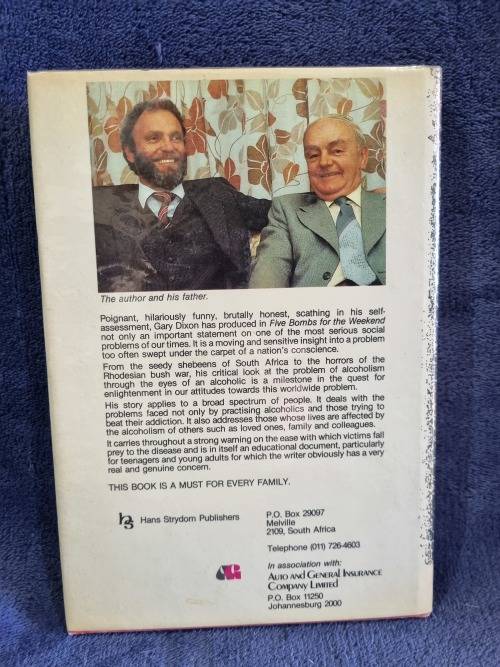 The author and his father.
Poignant, hilariously funny, brutally honest, scathing in his self-
assessment, Gary Dixon has produced in Five Bombs for the Weekend
not only an important statement on one of the most serious social
problems of our times. It is a moving and sensitive insight into a problem
too often swept under the carpet of a nation's conscience.
From the seedy shebeens of South Africa to the horrors of the
Rhodesian bush war, his critical look at the problem of alcoholism
through the eyes of an alcoholic is a milestone in the quest for
enlightenment in our attitudes towards this worldwide problem.
His story applies to a broad spectrum of people. It deals with the
problems faced not only by practising alcoholics and those trying to
beat their addiction. It also addresses those whose lives are affected by
the alcoholism of others such as loved ones, family and colleagues.
It carries throughout a strong warning on the ease with which victims fall
prey to the disease and is in itself an educational document, particularly
for teenagers and young adults for which the writer obviously has a very
real and genuine concern.
THIS BOOK IS A MUST FOR EVERY FAMILY.
hs Hans Strydom Publishers
P.O. Box 29097
Melville
2109, South Africa
Telephone (011) 726-4603
In association with:
AUTO AND GENERAL INSURANCE
COMPANY LIMITED
P.O. Box 11250
Johannesburg 2000